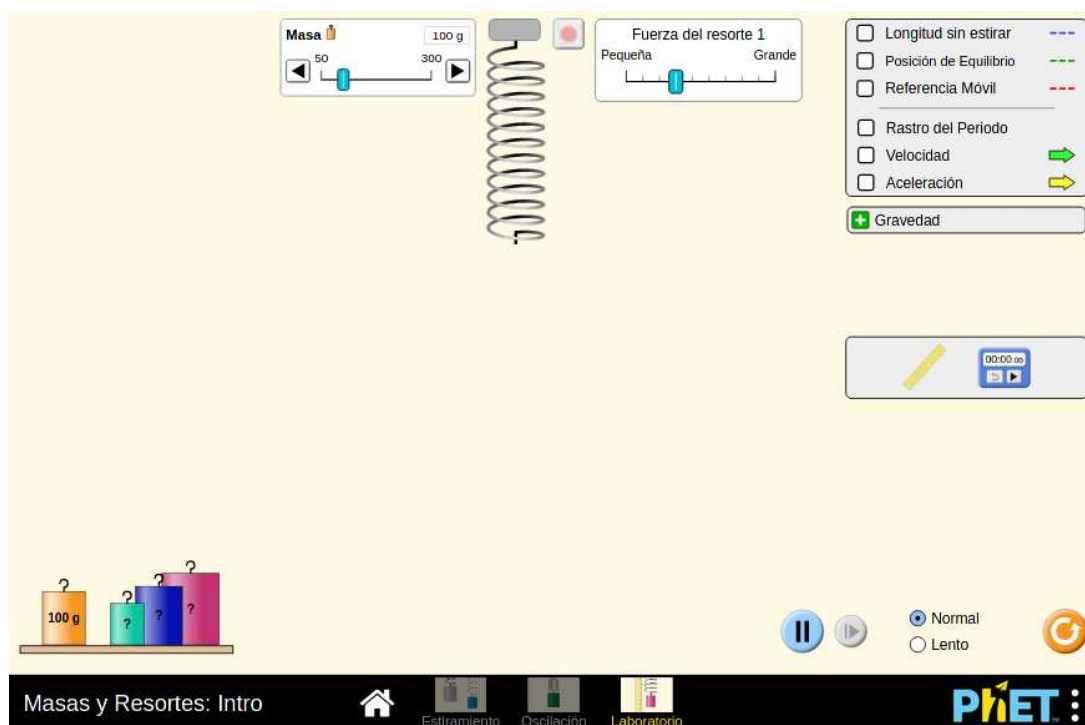 Masa 100 g
50 300
Fuerza del resorte 1
Pequeña Grande
Longitud sin estirar
Posición de Equilibrio
Referencia Móvil
Rastro del Periodo
Velocidad
Aceleración
Gravedad
00:00.00
?
?
?
?
100 g
?
?
?
Normal
Lento
Masas y Resortes: Intro
Estiramiento
Oscilación
Laboratorio
PhET